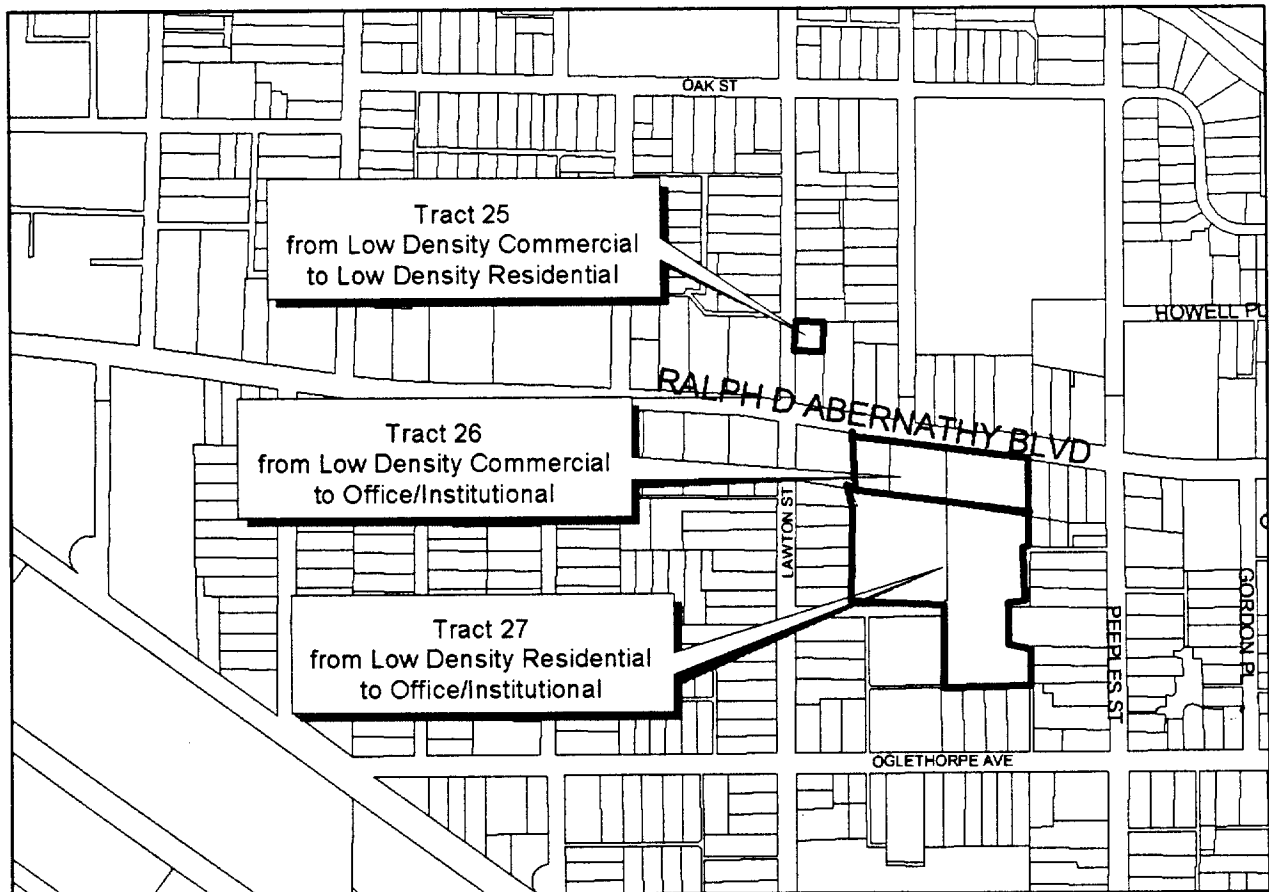 OAK ST
Tract 25
from Low Density Commercial
to Low Density Residential
HOWELL PL
RALPH D ABERNATHY BLVD
Tract 26
from Low Density Commercial
to Office/Institutional
LAWTON ST
Tract 27
from Low Density Residential
to Office/Institutional
PEEPLES ST
GORDON PL
OGLETHORPE AVE